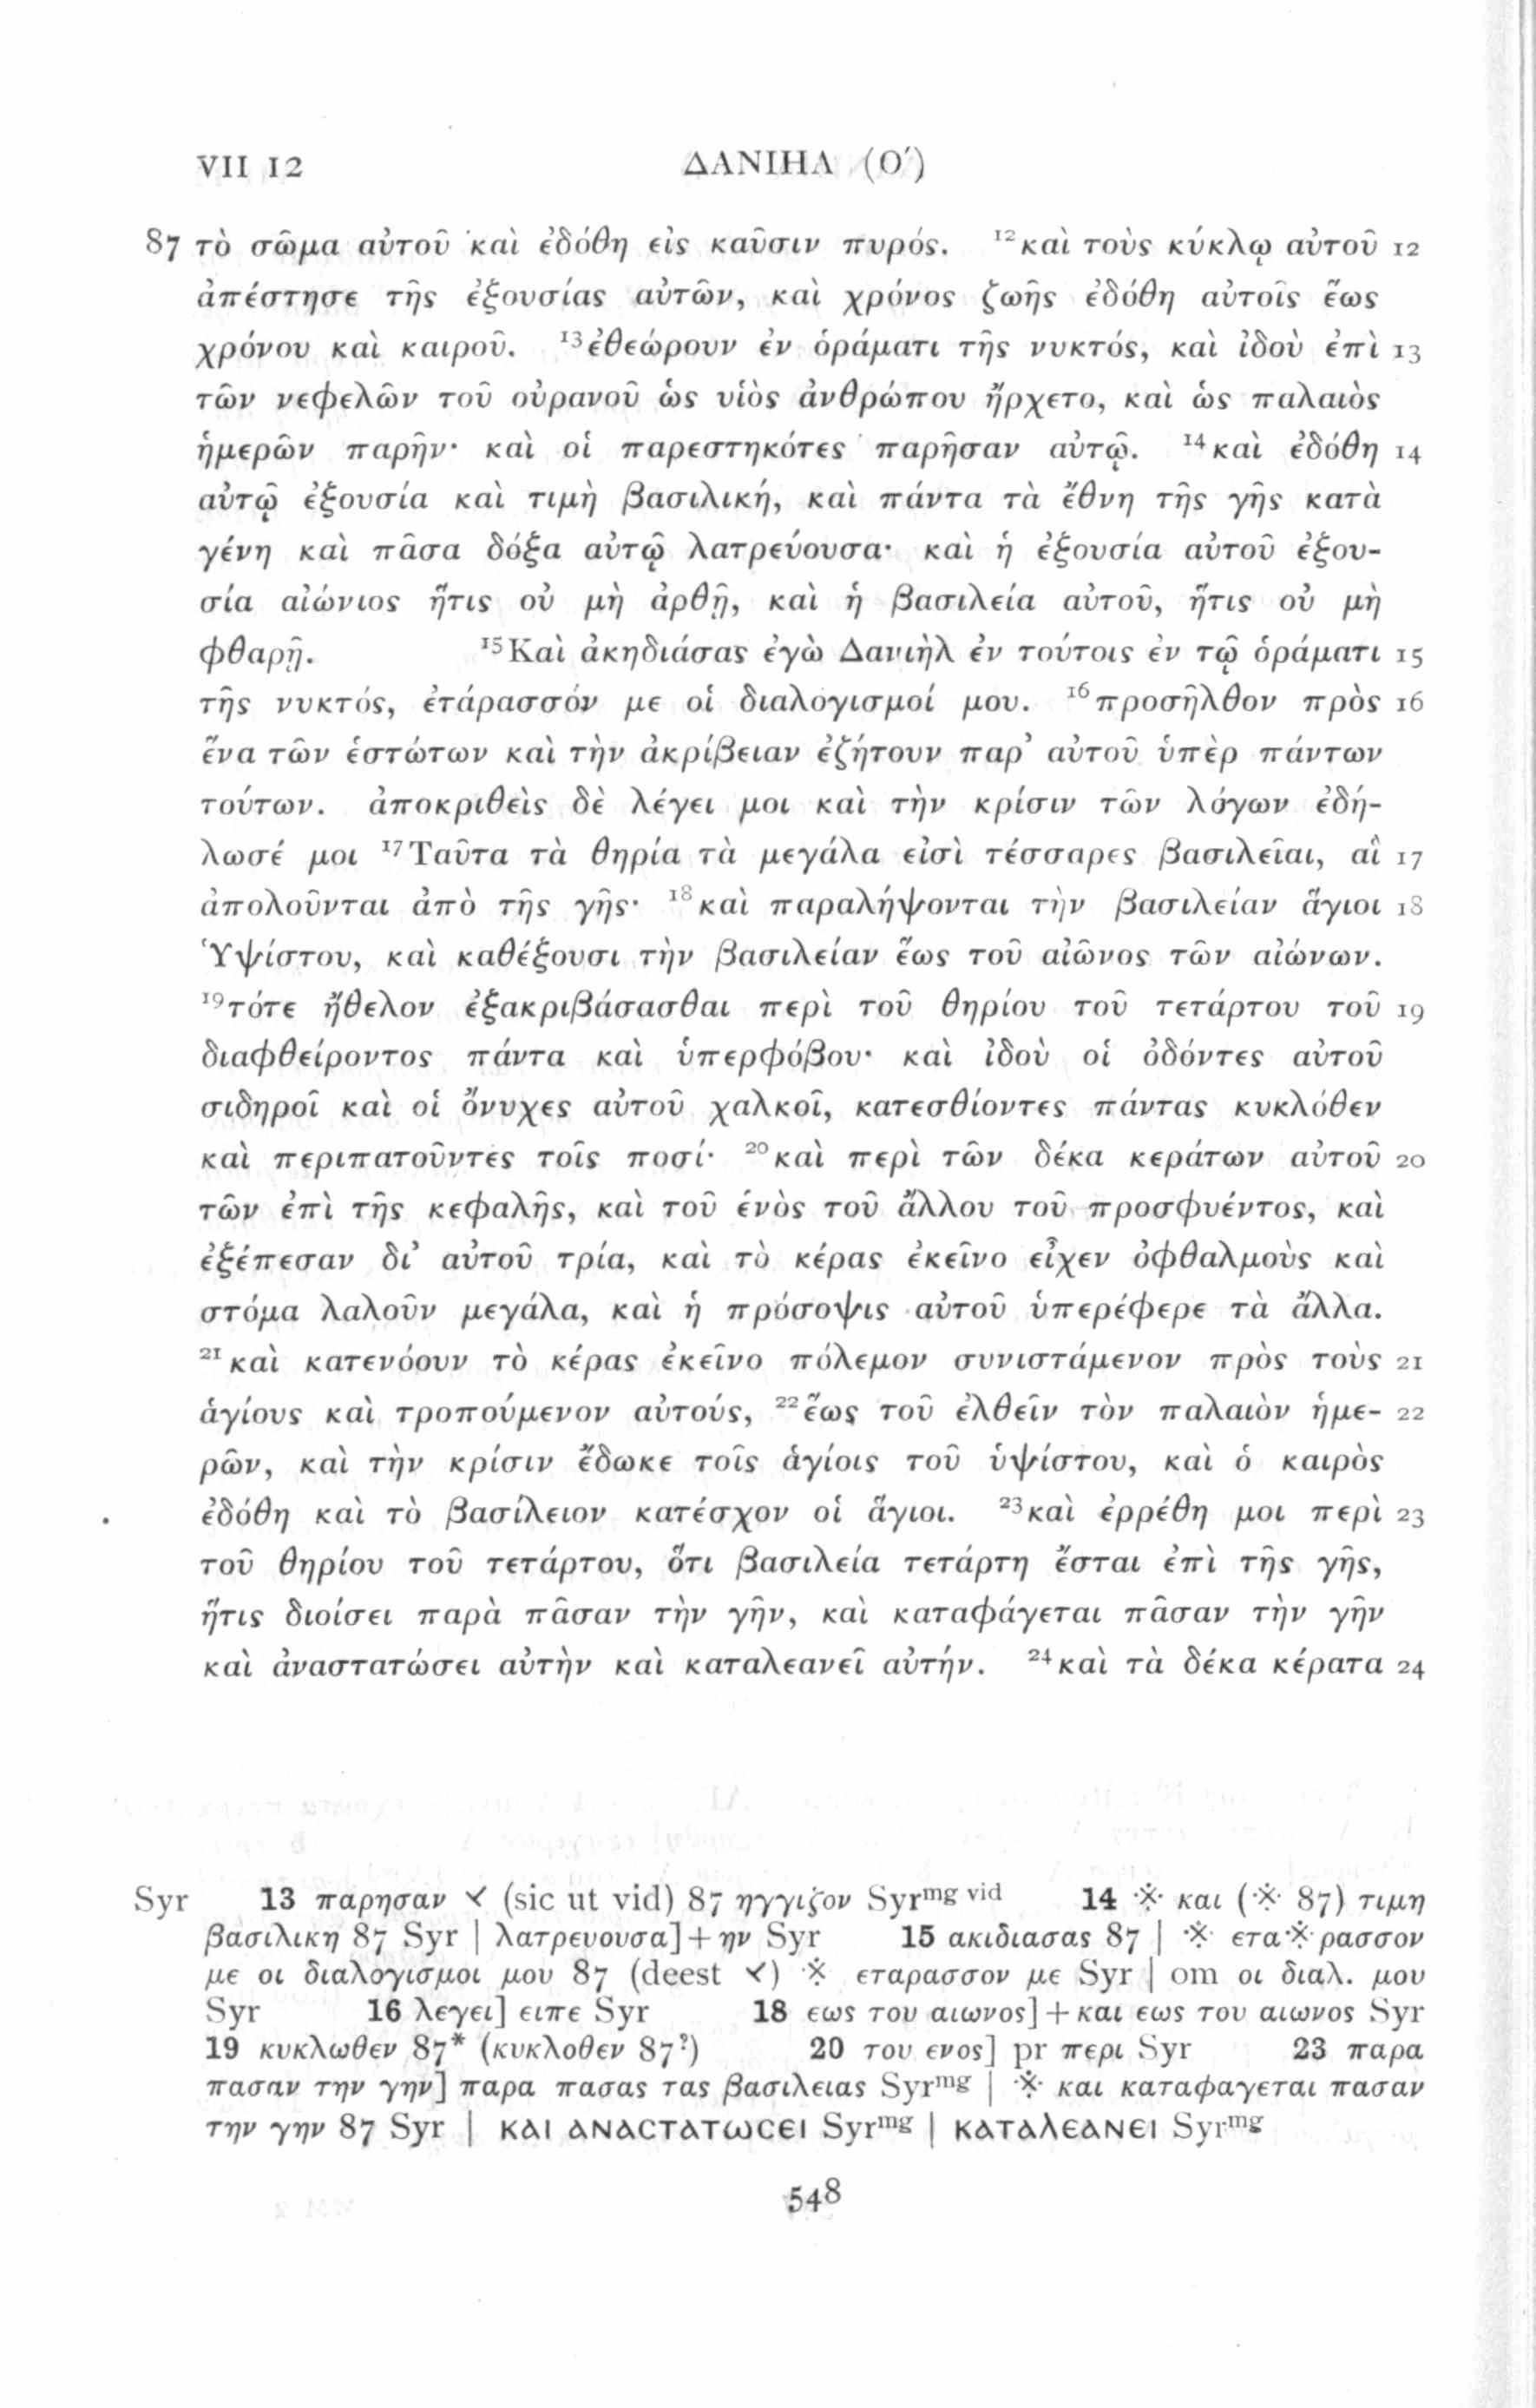 VII 12 ΔΑΝΙΗΛ (Ο')
87 τὸ σῶμα αὐτοῦ καὶ ἐδόθη εἰς καῦσιν πυρός. ¹²καὶ τοὺς κύκλῳ αὐτοῦ 12
ἀπέστησε τῆς ἐξουσίας αὐτῶν, καὶ χρόνος ζωῆς ἐδόθη αὐτοῖς ἕως
χρόνου καὶ καιροῦ. ¹³ἐθεώρουν ἐν ὁράματι τῆς νυκτός, καὶ ἰδοὺ ἐπὶ 13
τῶν νεφελῶν τοῦ οὐρανοῦ ὡς υἱὸς ἀνθρώπου ἤρχετο, καὶ ὡς παλαιὸς
ἡμερῶν παρῆν· καὶ οἱ παρεστηκότες παρῆσαν αὐτῷ. ¹⁴καὶ ἐδόθη 14
αὐτῷ ἐξουσία καὶ τιμὴ βασιλική, καὶ πάντα τὰ ἔθνη τῆς γῆς κατὰ
γένη καὶ πᾶσα δόξα αὐτῷ λατρεύουσα· καὶ ἡ ἐξουσία αὐτοῦ ἐξου-
σία αἰώνιος ἥτις οὐ μὴ ἀρθῇ, καὶ ἡ βασιλεία αὐτοῦ, ἥτις οὐ μὴ
φθαρῇ. ¹⁵Καὶ ἀκηδιάσας ἐγὼ Δανιὴλ ἐν τούτοις ἐν τῷ ὁράματι 15
τῆς νυκτός, ἐτάρασσόν με οἱ διαλογισμοί μου. ¹⁶προσῆλθον πρὸς 16
ἕνα τῶν ἑστώτων καὶ τὴν ἀκρίβειαν ἐζήτουν παρ' αὐτοῦ ὑπὲρ πάντων
τούτων. ἀποκριθεὶς δὲ λέγει μοι καὶ τὴν κρίσιν τῶν λόγων ἐδή-
λωσέ μοι ¹⁷Ταῦτα τὰ θηρία τὰ μεγάλα εἰσὶ τέσσαρες βασιλεῖαι, αἳ 17
ἀπολοῦνται ἀπὸ τῆς γῆς· ¹⁸καὶ παραλήψονται τὴν βασιλείαν ἅγιοι 18
Ὑψίστου, καὶ καθέξουσι τὴν βασιλείαν ἕως τοῦ αἰῶνος τῶν αἰώνων.
¹⁹τότε ἤθελον ἐξακριβάσασθαι περὶ τοῦ θηρίου τοῦ τετάρτου τοῦ 19
διαφθείροντος πάντα καὶ ὑπερφόβου· καὶ ἰδοὺ οἱ ὀδόντες αὐτοῦ
σιδηροῖ καὶ οἱ ὄνυχες αὐτοῦ χαλκοῖ, κατεσθίοντες πάντας κυκλόθεν
καὶ περιπατοῦντες τοῖς ποσί· ²⁰καὶ περὶ τῶν δέκα κεράτων αὐτοῦ 20
τῶν ἐπὶ τῆς κεφαλῆς, καὶ τοῦ ἑνὸς τοῦ ἄλλου τοῦ προσφυέντος, καὶ
ἐξέπεσαν δι' αὐτοῦ τρία, καὶ τὸ κέρας ἐκεῖνο εἶχεν ὀφθαλμοὺς καὶ
στόμα λαλοῦν μεγάλα, καὶ ἡ πρόσοψις αὐτοῦ ὑπερέφερε τὰ ἄλλα.
²¹καὶ κατενόουν τὸ κέρας ἐκεῖνο πόλεμον συνιστάμενον πρὸς τοὺς 21
ἁγίους καὶ τροπούμενον αὐτούς, ²²ἕως τοῦ ἐλθεῖν τὸν παλαιὸν ἡμε- 22
ρῶν, καὶ τὴν κρίσιν ἔδωκε τοῖς ἁγίοις τοῦ ὑψίστου, καὶ ὁ καιρὸς
ἐδόθη καὶ τὸ βασίλειον κατέσχον οἱ ἅγιοι. ²³καὶ ἐρρέθη μοι περὶ 23
τοῦ θηρίου τοῦ τετάρτου, ὅτι βασιλεία τετάρτη ἔσται ἐπὶ τῆς γῆς,
ἥτις διοίσει παρὰ πᾶσαν τὴν γῆν, καὶ καταφάγεται πᾶσαν τὴν γῆν
καὶ ἀναστατώσει αὐτὴν καὶ καταλεανεῖ αὐτήν. ²⁴καὶ τὰ δέκα κέρατα 24
Syr 13 παρησαν ⸔ (sic ut vid) 87 ηγγιζον Syrᵐᵍ ᵛⁱᵈ 14 ※ και (※ 87) τιμη
βασιλικη 87 Syr | λατρευουσα]+ην Syr 15 ακιδιασας 87 | ※ ετα※ρασσον
με οι διαλογισμοι μου 87 (deest ⸔) ※ εταρασσον με Syr | om οι διαλ. μου
Syr 16 λεγει] ειπε Syr 18 εως του αιωνος]+και εως του αιωνος Syr
19 κυκλωθεν 87* (κυκλοθεν 87ˀ) 20 του ενος] pr περι Syr 23 παρα
πασαν την γην] παρα πασας τας βασιλειας Syrᵐᵍ | ※ και καταφαγεται πασαν
την γην 87 Syr | ΚΑΙ ΑΝΑCΤΑΤωCΕΙ Syrᵐᵍ | ΚΑΤΑΛΕΑΝΕΙ Syrᵐᵍ
548